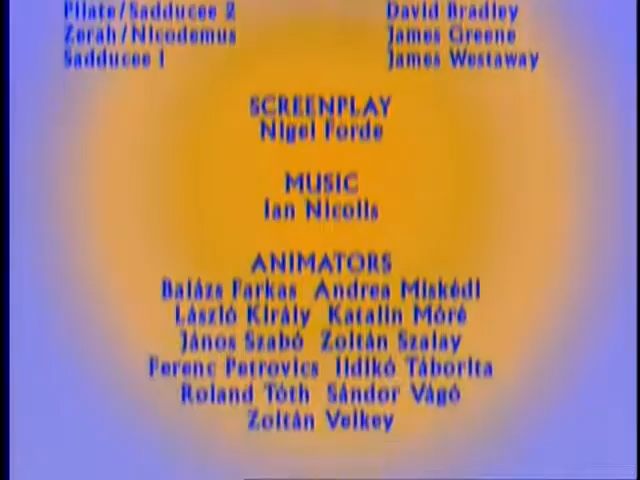 Pilate/Sadducee 2 David Bradley
Zerah/Nicodemus James Greene
Sadducee 1 James Westaway
SCREENPLAY
Nigel Forde
MUSIC
Ian Nicolls
ANIMATORS
Balázs Farkas Andrea Miskédi
László Király Katalin Móré
János Szabó Zoltán Szalay
Ferenc Petrovics Ildikó Táborita
Roland Tóth Sándor Vágó
Zoltán Velkey